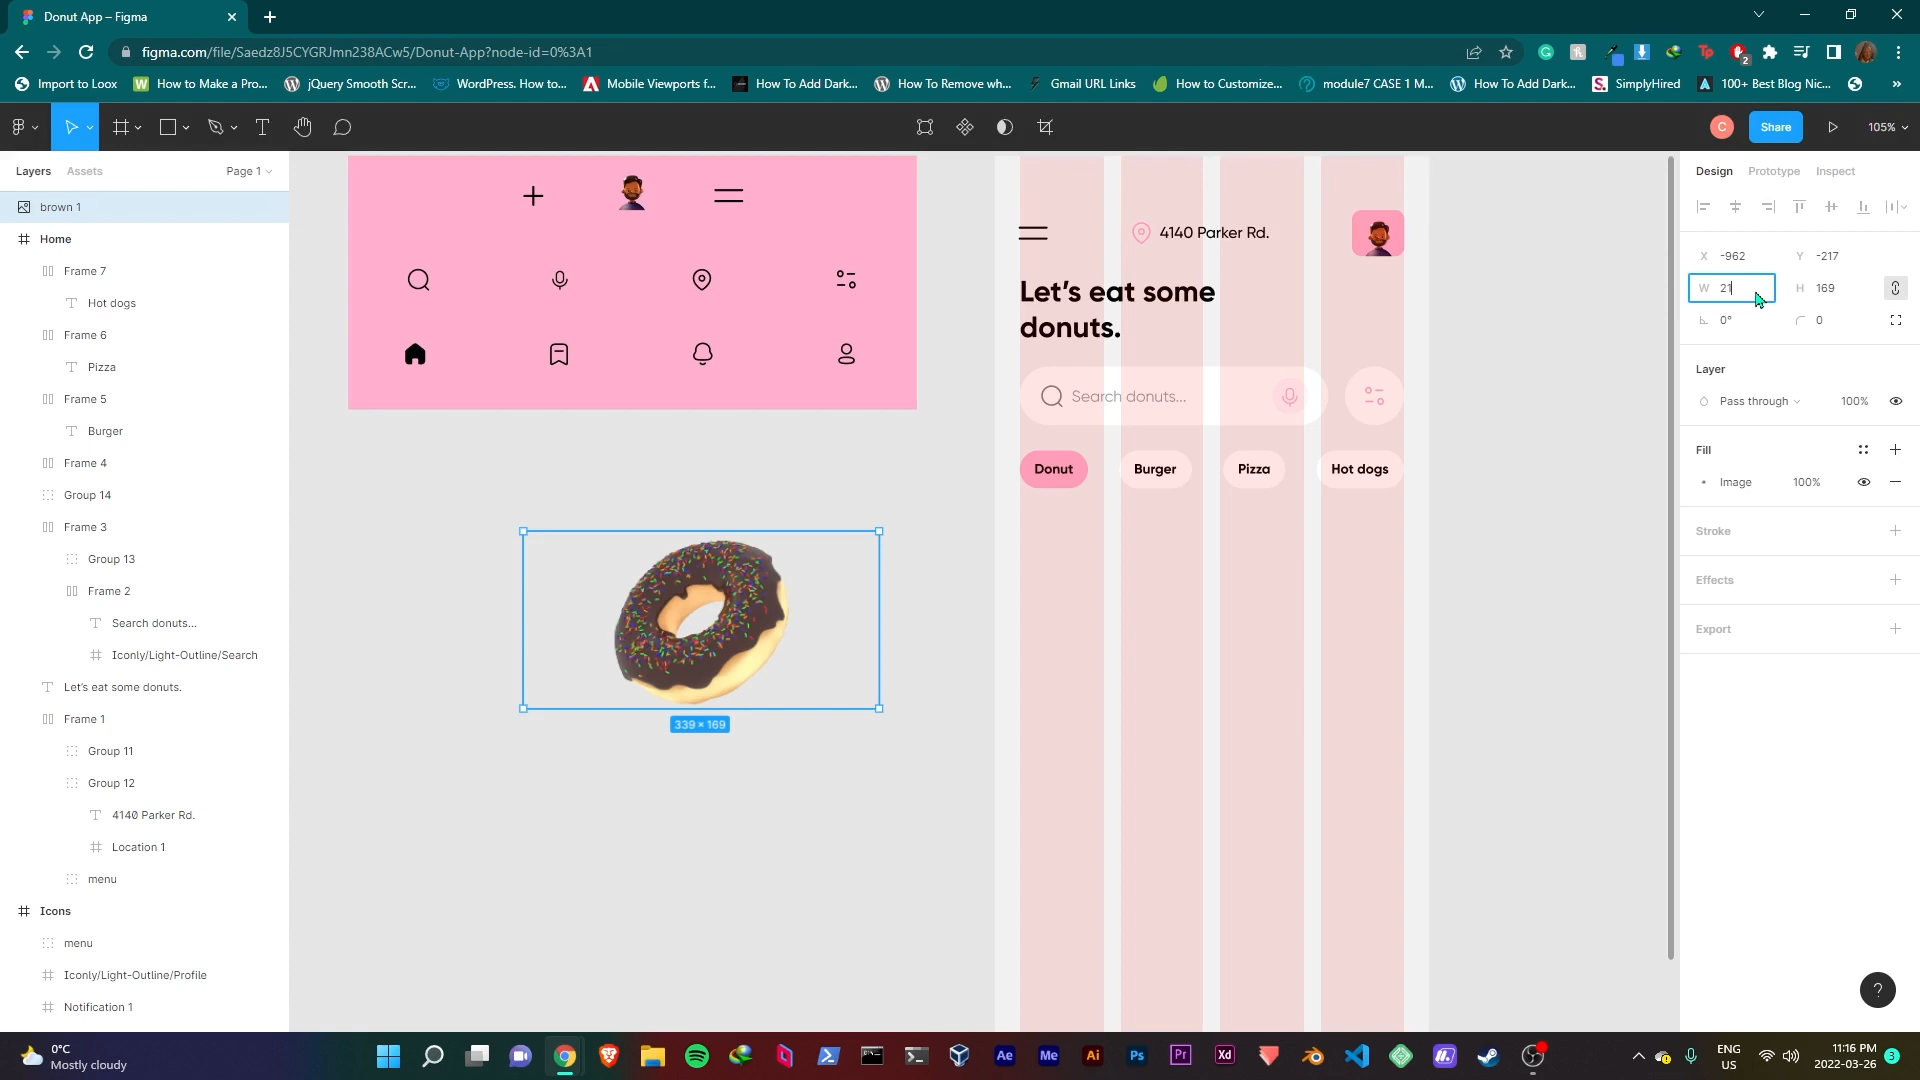 Donut App – Figma
figma.com/file/Saedz8J5CYGRJmn238ACw5/Donut-App?node-id=0%3A1
Import to Loox
How to Make a Pro...
jQuery Smooth Scr...
WordPress. How to...
Mobile Viewports f...
How To Add Dark...
How To Remove wh...
Gmail URL Links
How to Customize...
module7 CASE 1 M...
How To Add Dark...
SimplyHired
100+ Best Blog Nic...
C
Share
105%
Layers
Assets
Page 1
brown 1
Home
Frame 7
Hot dogs
Frame 6
Pizza
Frame 5
Burger
Frame 4
Group 14
Frame 3
Group 13
Frame 2
Search donuts...
Iconly/Light-Outline/Search
Let's eat some donuts.
Frame 1
Group 11
Group 12
4140 Parker Rd.
Location 1
menu
Icons
menu
Iconly/Light-Outline/Profile
Notification 1
339 × 169
4140 Parker Rd.
Let's eat some
donuts.
Search donuts...
Donut
Burger
Pizza
Hot dogs
Design
Prototype
Inspect
X -962
Y -217
W 21
H 169
0°
0
Layer
Pass through
100%
Fill
Image
100%
Stroke
Effects
Export
?
0°C
Mostly cloudy
Ae
Me
Ai
Ps
Pr
Xd
ENG
US
11:16 PM
2022-03-26
3